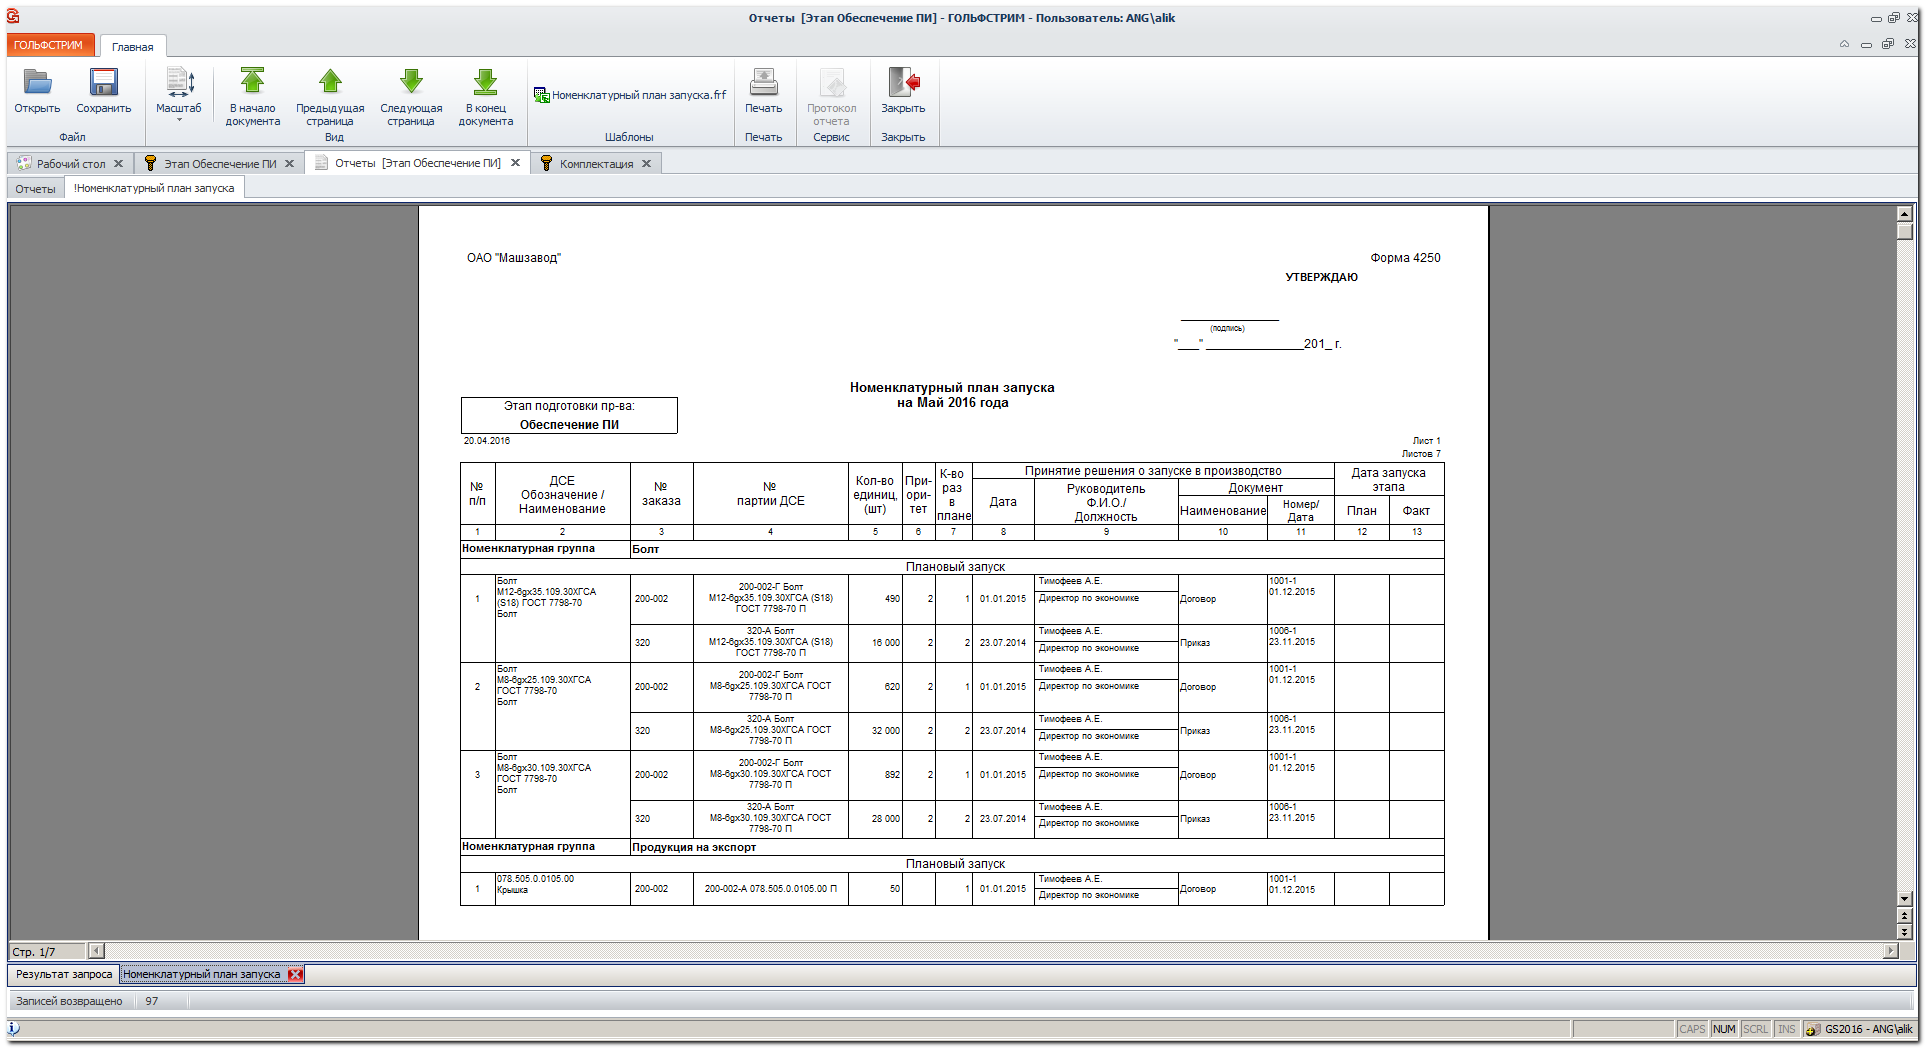 Отчеты [Этап Обеспечение ПИ] - ГОЛЬФСТРИМ - Пользователь: ANG\alik
ГОЛЬФСТРИМ Главная
Открыть Сохранить Масштаб В начало документа Предыдущая страница Следующая страница В конец документа Номенклатурный план запуска.frf Печать Протокол отчета Закрыть
Файл Вид Шаблоны Печать Сервис Закрыть
Рабочий стол Этап Обеспечение ПИ Отчеты [Этап Обеспечение ПИ] Комплектация
Отчеты !Номенклатурный план запуска
ОАО "Машзавод" Форма 4250
УТВЕРЖДАЮ
(подпись)
"___" ______________201_ г.
Номенклатурный план запуска
на Май 2016 года
Этап подготовки пр-ва:
Обеспечение ПИ
20.04.2016 Лист 1
Листов 7
№ п/п ДСЕ Обозначение / Наименование № заказа № партии ДСЕ Кол-во единиц, (шт) При-ори-тет К-во раз в плане Принятие решения о запуске в производство Дата запуска этапа
Дата Руководитель Ф.И.О./ Должность Документ
Наименование Номер/ Дата План Факт
1 2 3 4 5 6 7 8 9 10 11 12 13
Номенклатурная группа Болт
Плановый запуск
1 Болт М12-6gх35.109.30ХГСА (S18) ГОСТ 7798-70 Болт 200-002 200-002-Г Болт М12-6gх35.109.30ХГСА (S18) ГОСТ 7798-70 П 490 2 1 01.01.2015 Тимофеев А.Е. Директор по экономике Договор 1001-1 01.12.2015
320 320-А Болт М12-6gх35.109.30ХГСА (S18) ГОСТ 7798-70 П 16 000 2 2 23.07.2014 Тимофеев А.Е. Директор по экономике Приказ 1006-1 23.11.2015
2 Болт М8-6gх25.109.30ХГСА ГОСТ 7798-70 Болт 200-002 200-002-Г Болт М8-6gх25.109.30ХГСА ГОСТ 7798-70 П 620 2 1 01.01.2015 Тимофеев А.Е. Директор по экономике Договор 1001-1 01.12.2015
320 320-А Болт М8-6gх25.109.30ХГСА ГОСТ 7798-70 П 32 000 2 2 23.07.2014 Тимофеев А.Е. Директор по экономике Приказ 1006-1 23.11.2015
3 Болт М8-6gх30.109.30ХГСА ГОСТ 7798-70 Болт 200-002 200-002-Г Болт М8-6gх30.109.30ХГСА ГОСТ 7798-70 П 892 2 1 01.01.2015 Тимофеев А.Е. Директор по экономике Договор 1001-1 01.12.2015
320 320-А Болт М8-6gх30.109.30ХГСА ГОСТ 7798-70 П 28 000 2 2 23.07.2014 Тимофеев А.Е. Директор по экономике Приказ 1006-1 23.11.2015
Номенклатурная группа Продукция на экспорт
Плановый запуск
1 078.505.0.0105.00 Крышка 200-002 200-002-А 078.505.0.0105.00 П 50 1 01.01.2015 Тимофеев А.Е. Директор по экономике Договор 1001-1 01.12.2015
Стр. 1/7
Результат запроса Номенклатурный план запуска
Записей возвращено 97
CAPS NUM SCRL INS GS2016 - ANG\alik